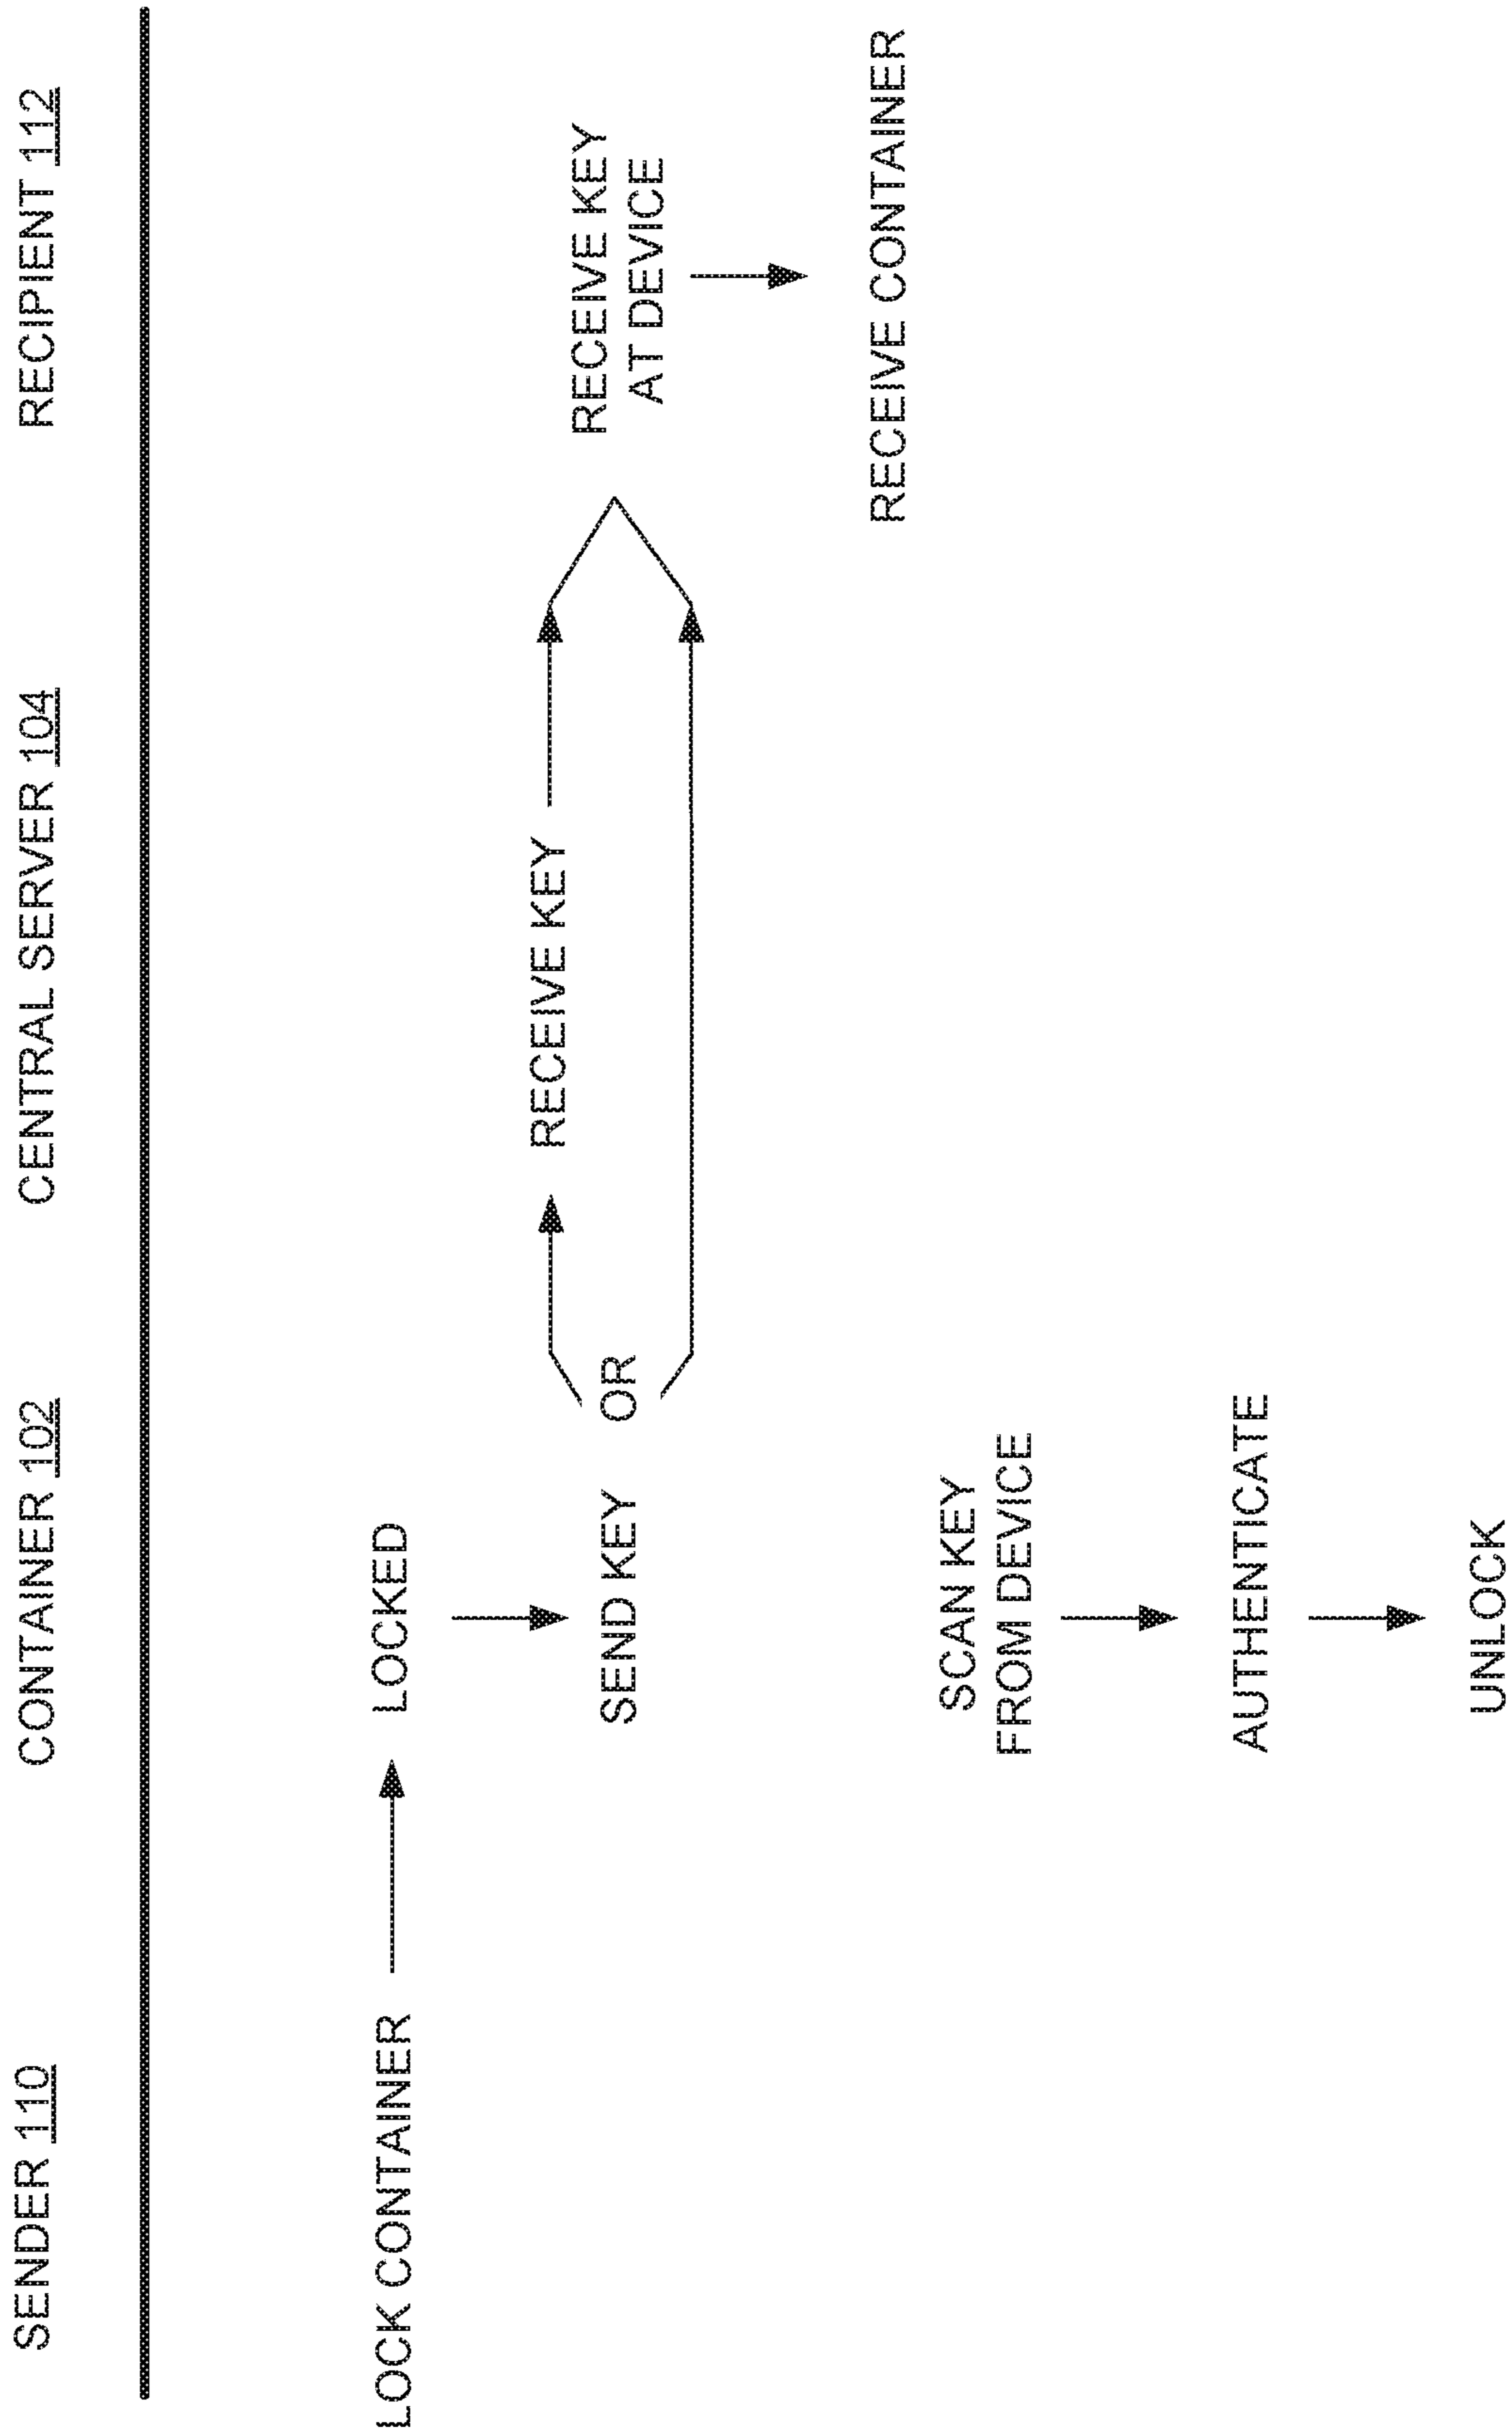 SENDER 110
CONTAINER 102
CENTRAL SERVER 104
RECIPIENT 112
LOCK CONTAINER
LOCKED
SEND KEY
OR
RECEIVE KEY
RECEIVE KEY
AT DEVICE
RECEIVE CONTAINER
SCAN KEY
FROM DEVICE
AUTHENTICATE
UNLOCK